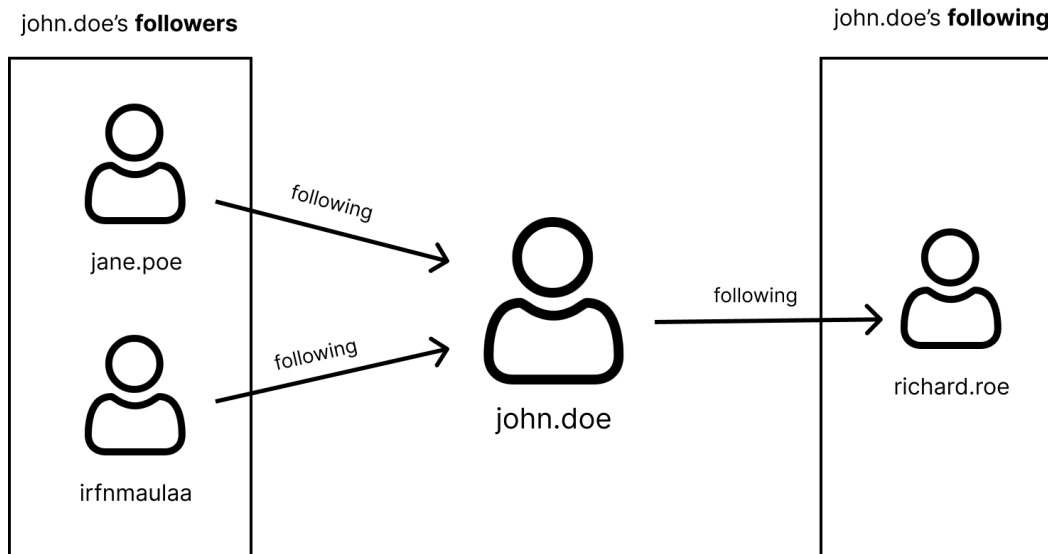 john.doe's followers
john.doe's following
following
jane.poe
following
irfnmaulaa
john.doe
following
richard.roe